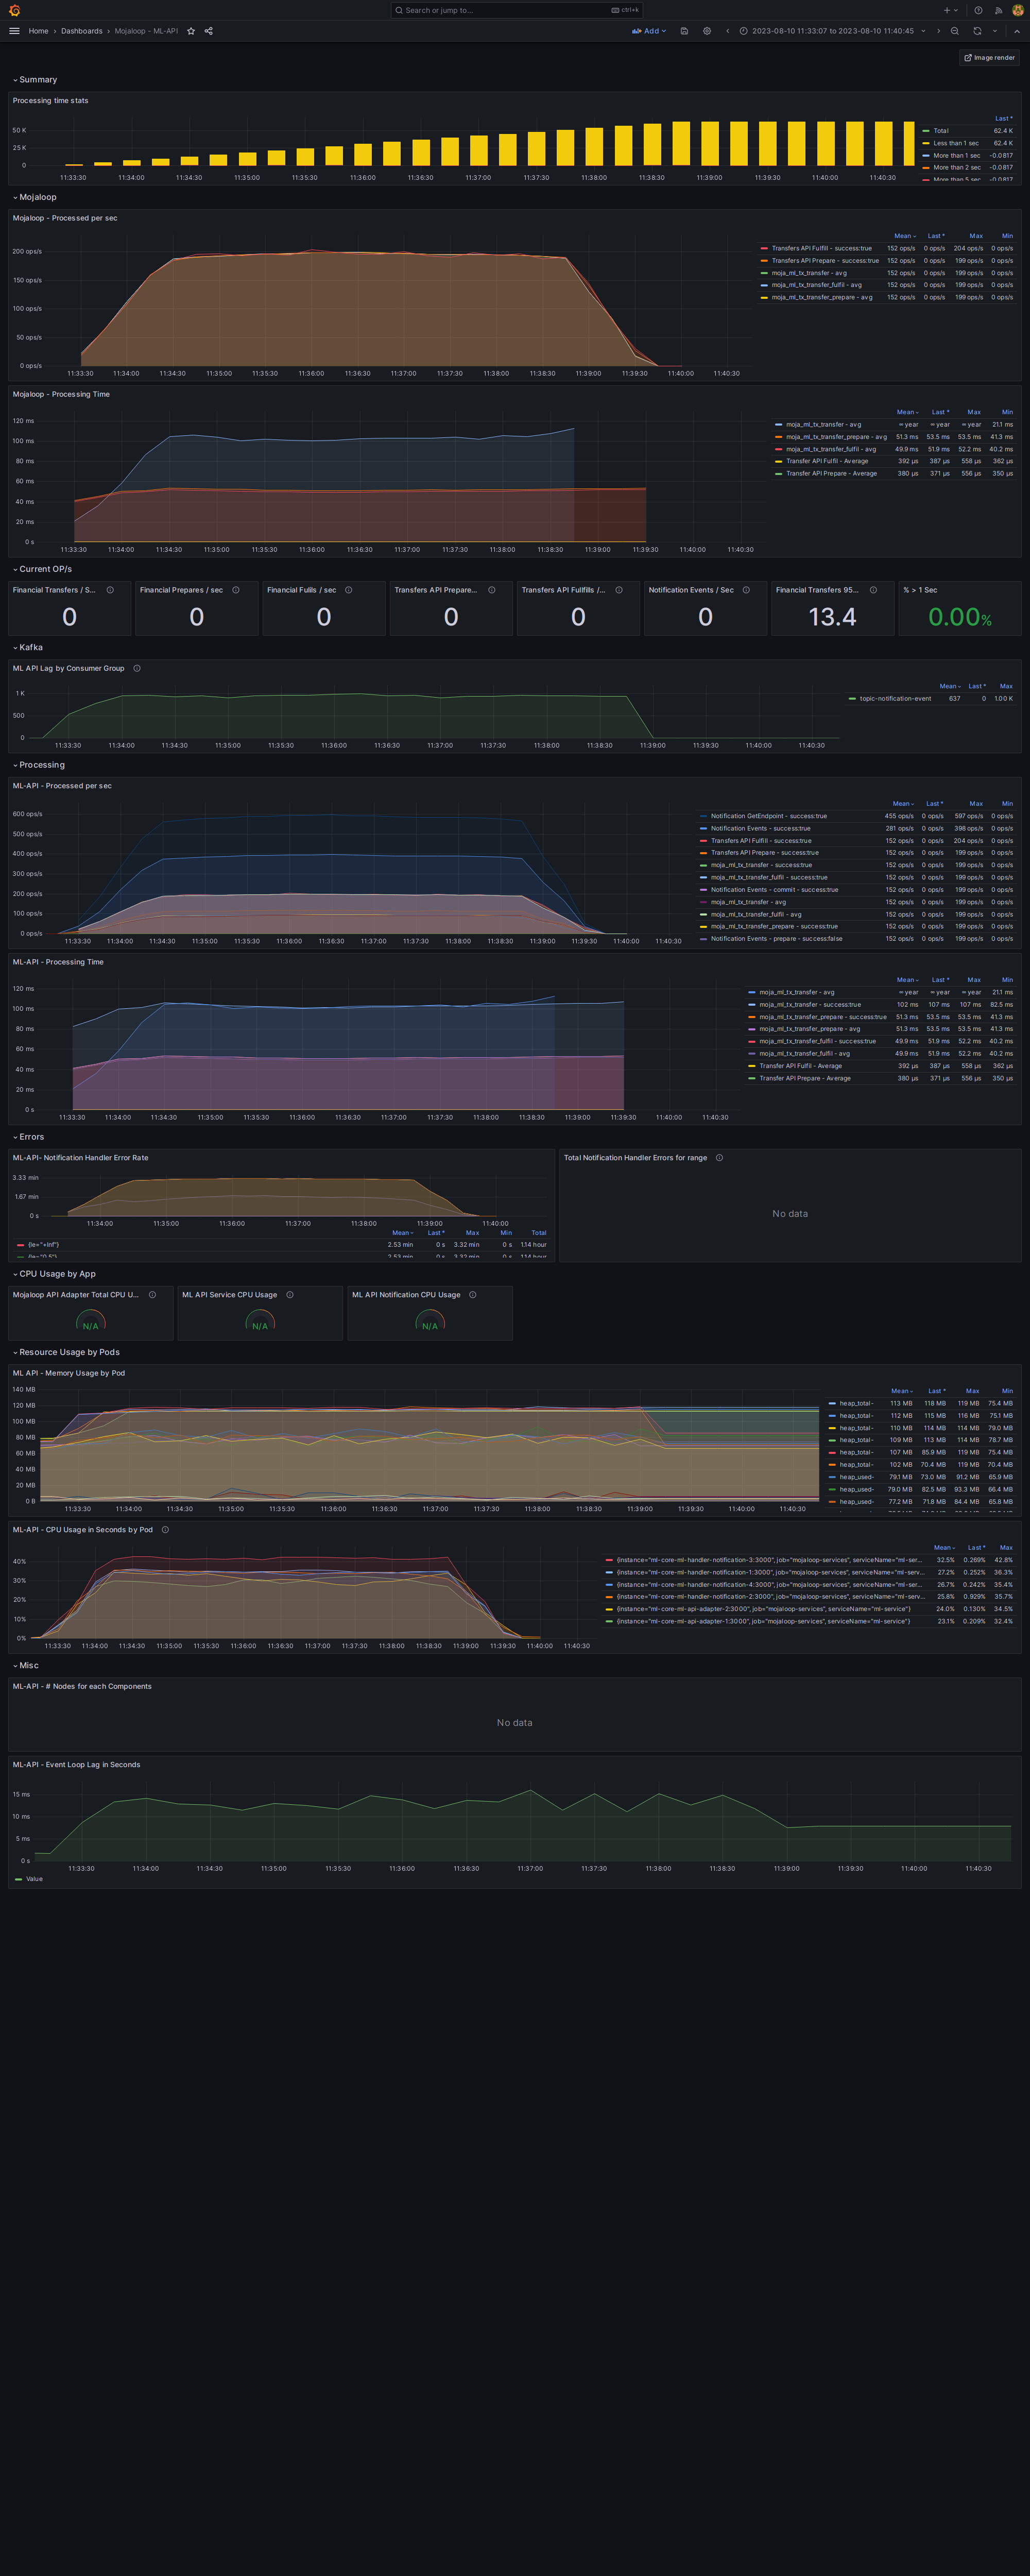 Search or jump to... ctrl+k
Home › Dashboards › Mojaloop - ML-API Add 2023-08-10 11:33:07 to 2023-08-10 11:40:45
Image render
Summary
Processing time stats
50 K
25 K
0
11:33:30 11:34:00 11:34:30 11:35:00 11:35:30 11:36:00 11:36:30 11:37:00 11:37:30 11:38:00 11:38:30 11:39:00 11:39:30 11:40:00 11:40:30
Last *
Total 62.4 K
Less than 1 sec 62.4 K
More than 1 sec -0.0817
More than 2 sec -0.0817
More than 5 sec -0.0817
Mojaloop
Mojaloop - Processed per sec
200 ops/s
150 ops/s
100 ops/s
50 ops/s
0 ops/s
11:33:30 11:34:00 11:34:30 11:35:00 11:35:30 11:36:00 11:36:30 11:37:00 11:37:30 11:38:00 11:38:30 11:39:00 11:39:30 11:40:00 11:40:30
Mean Last * Max Min
Transfers API Fulfill - success:true 152 ops/s 0 ops/s 204 ops/s 0 ops/s
Transfers API Prepare - success:true 152 ops/s 0 ops/s 199 ops/s 0 ops/s
moja_ml_tx_transfer - avg 152 ops/s 0 ops/s 199 ops/s 0 ops/s
moja_ml_tx_transfer_fulfil - avg 152 ops/s 0 ops/s 199 ops/s 0 ops/s
moja_ml_tx_transfer_prepare - avg 152 ops/s 0 ops/s 199 ops/s 0 ops/s
Mojaloop - Processing Time
120 ms
100 ms
80 ms
60 ms
40 ms
20 ms
0 s
11:33:30 11:34:00 11:34:30 11:35:00 11:35:30 11:36:00 11:36:30 11:37:00 11:37:30 11:38:00 11:38:30 11:39:00 11:39:30 11:40:00 11:40:30
Mean Last * Max Min
moja_ml_tx_transfer - avg ∞ year ∞ year ∞ year 21.1 ms
moja_ml_tx_transfer_prepare - avg 51.3 ms 53.5 ms 53.5 ms 41.3 ms
moja_ml_tx_transfer_fulfil - avg 49.9 ms 51.9 ms 52.2 ms 40.2 ms
Transfer API Fulfil - Average 392 µs 387 µs 558 µs 362 µs
Transfer API Prepare - Average 380 µs 371 µs 556 µs 350 µs
Current OP/s
Financial Transfers / S... Financial Prepares / sec Financial Fulils / sec Transfers API Prepare... Transfers API Fullfills /... Notification Events / Sec Financial Transfers 95... % > 1 Sec
0 0 0 0 0 0 13.4 0.00%
Kafka
ML API Lag by Consumer Group
1 K
500
0
11:33:30 11:34:00 11:34:30 11:35:00 11:35:30 11:36:00 11:36:30 11:37:00 11:37:30 11:38:00 11:38:30 11:39:00 11:39:30 11:40:00 11:40:30
Mean Last * Max
topic-notification-event 637 0 1.00 K
Processing
ML-API - Processed per sec
600 ops/s
500 ops/s
400 ops/s
300 ops/s
200 ops/s
100 ops/s
0 ops/s
11:33:30 11:34:00 11:34:30 11:35:00 11:35:30 11:36:00 11:36:30 11:37:00 11:37:30 11:38:00 11:38:30 11:39:00 11:39:30 11:40:00 11:40:30
Mean Last * Max Min
Notification GetEndpoint - success:true 455 ops/s 0 ops/s 597 ops/s 0 ops/s
Notification Events - success:true 281 ops/s 0 ops/s 398 ops/s 0 ops/s
Transfers API Fulfill - success:true 152 ops/s 0 ops/s 204 ops/s 0 ops/s
Transfers API Prepare - success:true 152 ops/s 0 ops/s 199 ops/s 0 ops/s
moja_ml_tx_transfer - success:true 152 ops/s 0 ops/s 199 ops/s 0 ops/s
moja_ml_tx_transfer_fulfil - success:true 152 ops/s 0 ops/s 199 ops/s 0 ops/s
Notification Events - commit - success:true 152 ops/s 0 ops/s 199 ops/s 0 ops/s
moja_ml_tx_transfer - avg 152 ops/s 0 ops/s 199 ops/s 0 ops/s
moja_ml_tx_transfer_fulfil - avg 152 ops/s 0 ops/s 199 ops/s 0 ops/s
moja_ml_tx_transfer_prepare - success:true 152 ops/s 0 ops/s 199 ops/s 0 ops/s
Notification Events - prepare - success:false 152 ops/s 0 ops/s 199 ops/s 0 ops/s
ML-API - Processing Time
120 ms
100 ms
80 ms
60 ms
40 ms
20 ms
0 s
11:33:30 11:34:00 11:34:30 11:35:00 11:35:30 11:36:00 11:36:30 11:37:00 11:37:30 11:38:00 11:38:30 11:39:00 11:39:30 11:40:00 11:40:30
Mean Last * Max Min
moja_ml_tx_transfer - avg ∞ year ∞ year ∞ year 21.1 ms
moja_ml_tx_transfer - success:true 102 ms 107 ms 107 ms 82.5 ms
moja_ml_tx_transfer_prepare - success:true 51.3 ms 53.5 ms 53.5 ms 41.3 ms
moja_ml_tx_transfer_prepare - avg 51.3 ms 53.5 ms 53.5 ms 41.3 ms
moja_ml_tx_transfer_fulfil - success:true 49.9 ms 51.9 ms 52.2 ms 40.2 ms
moja_ml_tx_transfer_fulfil - avg 49.9 ms 51.9 ms 52.2 ms 40.2 ms
Transfer API Fulfil - Average 392 µs 387 µs 558 µs 362 µs
Transfer API Prepare - Average 380 µs 371 µs 556 µs 350 µs
Errors
ML-API- Notification Handler Error Rate
3.33 min
1.67 min
0 s
11:34:00 11:35:00 11:36:00 11:37:00 11:38:00 11:39:00 11:40:00
Mean Last * Max Min Total
{le="+Inf"} 2.53 min 0 s 3.32 min 0 s 1.14 hour
{le="0.5"} 2.53 min 0 s 3.32 min 0 s 1.14 hour
Total Notification Handler Errors for range
No data
CPU Usage by App
Mojaloop API Adapter Total CPU U... ML API Service CPU Usage ML API Notification CPU Usage
N/A N/A N/A
Resource Usage by Pods
ML API - Memory Usage by Pod
140 MB
120 MB
100 MB
80 MB
60 MB
40 MB
20 MB
0 B
11:33:30 11:34:00 11:34:30 11:35:00 11:35:30 11:36:00 11:36:30 11:37:00 11:37:30 11:38:00 11:38:30 11:39:00 11:39:30 11:40:00 11:40:30
Mean Last * Max Min
heap_total- 113 MB 118 MB 119 MB 75.4 MB
heap_total- 112 MB 115 MB 116 MB 75.1 MB
heap_total- 110 MB 114 MB 114 MB 79.0 MB
heap_total- 109 MB 113 MB 114 MB 78.7 MB
heap_total- 107 MB 85.9 MB 119 MB 75.4 MB
heap_total- 102 MB 70.4 MB 119 MB 70.4 MB
heap_used- 79.1 MB 73.0 MB 91.2 MB 65.9 MB
heap_used- 79.0 MB 82.5 MB 93.3 MB 66.4 MB
heap_used- 77.2 MB 71.8 MB 84.4 MB 65.8 MB
ML-API - CPU Usage in Seconds by Pod
40%
30%
20%
10%
0%
11:33:30 11:34:00 11:34:30 11:35:00 11:35:30 11:36:00 11:36:30 11:37:00 11:37:30 11:38:00 11:38:30 11:39:00 11:39:30 11:40:00 11:40:30
Mean Last * Max
{instance="ml-core-ml-handler-notification-3:3000", job="mojaloop-services", serviceName="ml-ser... 32.5% 0.269% 42.8%
{instance="ml-core-ml-handler-notification-1:3000", job="mojaloop-services", serviceName="ml-serv... 27.2% 0.252% 36.3%
{instance="ml-core-ml-handler-notification-4:3000", job="mojaloop-services", serviceName="ml-ser... 26.7% 0.242% 35.4%
{instance="ml-core-ml-handler-notification-2:3000", job="mojaloop-services", serviceName="ml-serv... 25.8% 0.929% 35.7%
{instance="ml-core-ml-api-adapter-2:3000", job="mojaloop-services", serviceName="ml-service"} 24.0% 0.130% 34.5%
{instance="ml-core-ml-api-adapter-1:3000", job="mojaloop-services", serviceName="ml-service"} 23.1% 0.209% 32.4%
Misc
ML-API - # Nodes for each Components
No data
ML-API - Event Loop Lag in Seconds
15 ms
10 ms
5 ms
0 s
11:33:30 11:34:00 11:34:30 11:35:00 11:35:30 11:36:00 11:36:30 11:37:00 11:37:30 11:38:00 11:38:30 11:39:00 11:39:30 11:40:00 11:40:30
Value